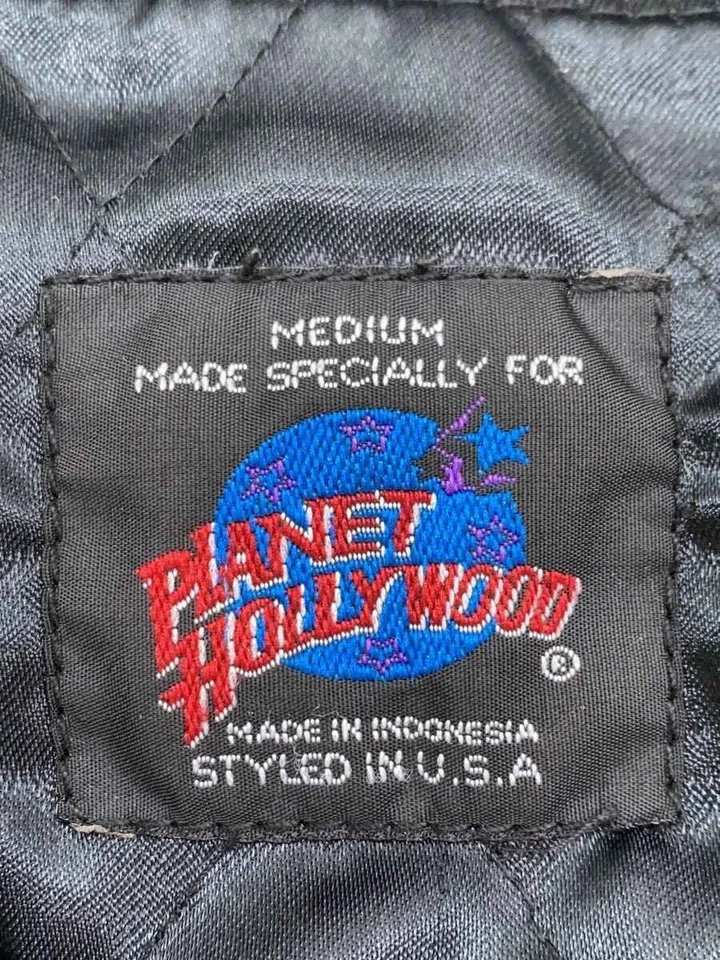 MEDIUM
MADE SPECIALLY FOR
PLANET
HOLLYWOOD
®
MADE IN INDONESIA
STYLED IN U.S.A